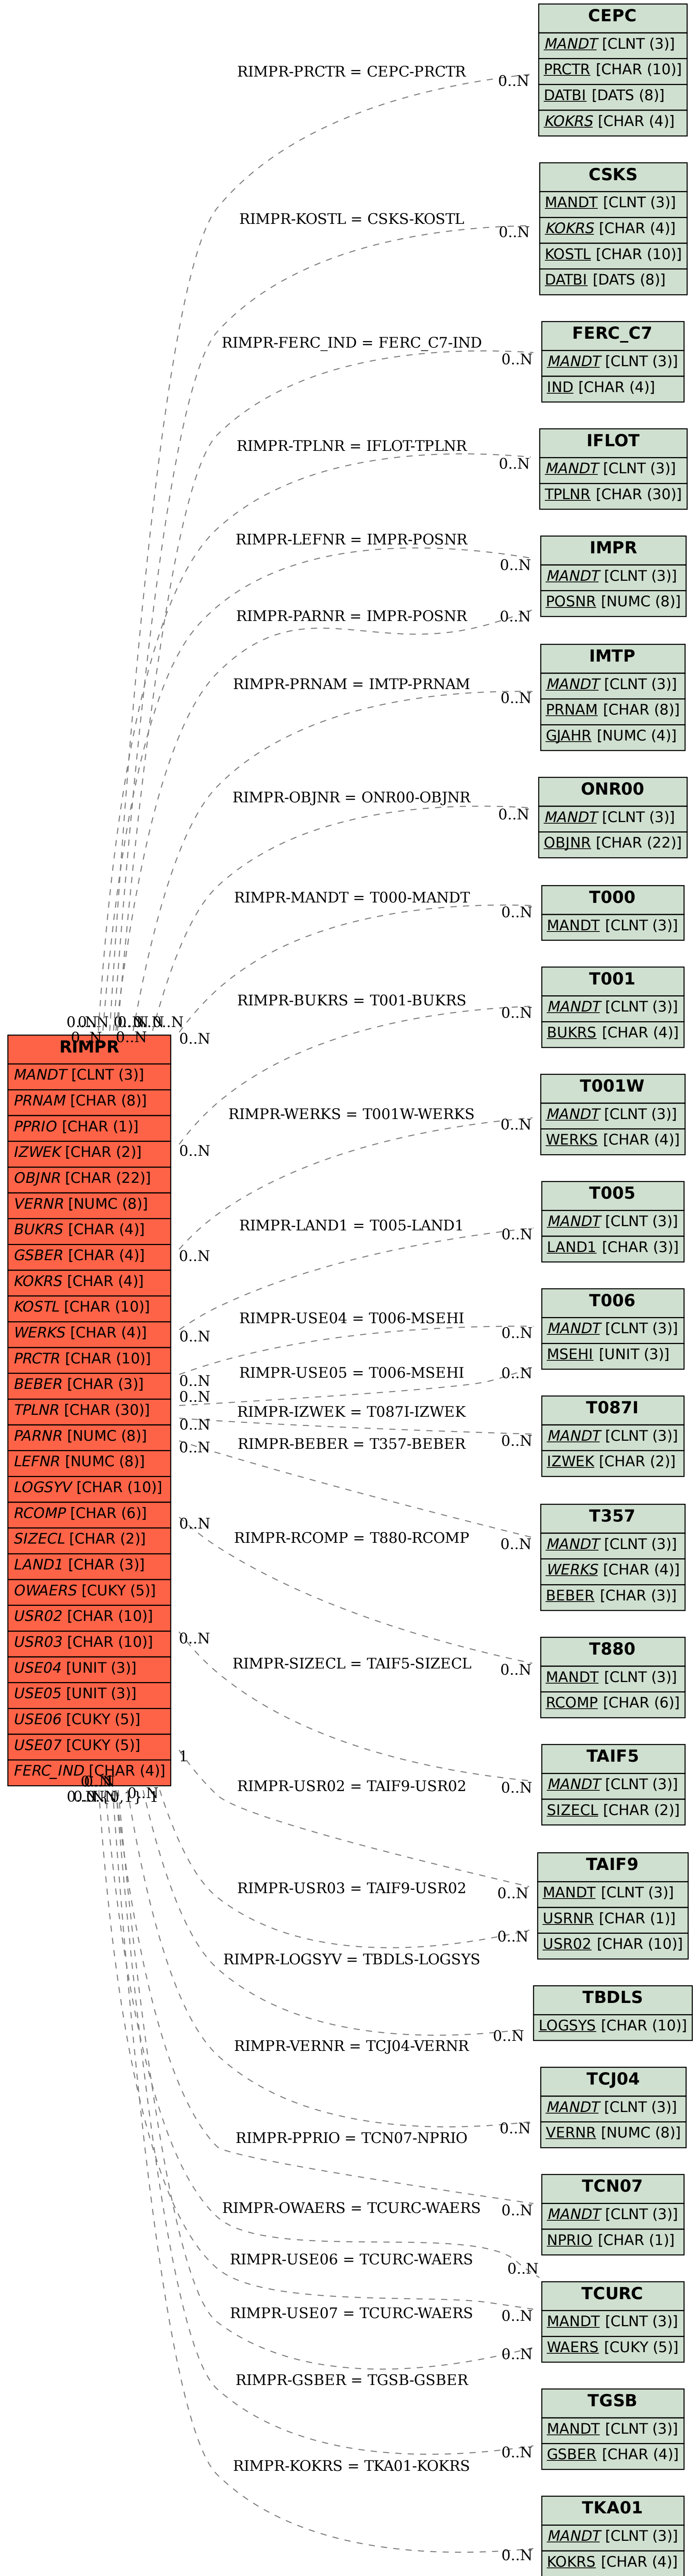 CEPC
MANDT [CLNT (3)]
RIMPR-PRCTR = CEPC-PRCTR
PRCTR [CHAR (10)]
0..N
DATBI [DATS (8)]
KOKRS [CHAR (4)]
CSKS
MANDT [CLNT (3)]
RIMPR-KOSTL = CSKS-KOSTL
KOKRS [CHAR (4)]
0..N
KOSTL [CHAR (10)]
DATBI [DATS (8)]
FERC_C7
RIMPR-FERC_IND = FERC_C7-IND
0..N
MANDT [CLNT (3)]
IND [CHAR (4)]
IFLOT
RIMPR-TPLNR = IFLOT-TPLNR
0..N
MANDT [CLNT (3)]
TPLNR [CHAR (30)]
IMPR
RIMPR-LEFNR = IMPR-POSNR
0..N
MANDT [CLNT (3)]
POSNR [NUMC (8)]
RIMPR-PARNR = IMPR-POSNR
0..N
IMTP
RIMPR-PRNAM = IMTP-PRNAM
MANDT [CLNT (3)]
0..N
PRNAM [CHAR (8)]
GJAHR [NUMC (4)]
ONR00
RIMPR-OBJNR = ONR00-OBJNR
0..N
MANDT [CLNT (3)]
OBJNR [CHAR (22)]
T000
RIMPR-MANDT = T000-MANDT
0..N
MANDT [CLNT (3)]
T001
RIMPR-BUKRS = T001-BUKRS
0..N
MANDT [CLNT (3)]
BUKRS [CHAR (4)]
RIMPR
0..N
MANDT [CLNT (3)]
PRNAM [CHAR (8)]
PPRIO [CHAR (1)]
IZWEK [CHAR (2)]
OBJNR [CHAR (22)]
VERNR [NUMC (8)]
BUKRS [CHAR (4)]
GSBER [CHAR (4)]
KOKRS [CHAR (4)]
KOSTL [CHAR (10)]
WERKS [CHAR (4)]
PRCTR [CHAR (10)]
BEBER [CHAR (3)]
TPLNR [CHAR (30)]
PARNR [NUMC (8)]
LEFNR [NUMC (8)]
LOGSYV [CHAR (10)]
RCOMP [CHAR (6)]
SIZECL [CHAR (2)]
LAND1 [CHAR (3)]
OWAERS [CUKY (5)]
USR02 [CHAR (10)]
USR03 [CHAR (10)]
USE04 [UNIT (3)]
USE05 [UNIT (3)]
USE06 [CUKY (5)]
USE07 [CUKY (5)]
FERC_IND [CHAR (4)]
0..N
0..N
0..N
0..N
0..N
0..N
0..N
0..N
0..N
1
T001W
RIMPR-WERKS = T001W-WERKS
0..N
MANDT [CLNT (3)]
WERKS [CHAR (4)]
T005
RIMPR-LAND1 = T005-LAND1
0..N
MANDT [CLNT (3)]
LAND1 [CHAR (3)]
T006
RIMPR-USE04 = T006-MSEHI
0..N
MANDT [CLNT (3)]
MSEHI [UNIT (3)]
RIMPR-USE05 = T006-MSEHI
0..N
T087I
RIMPR-IZWEK = T087I-IZWEK
0..N
MANDT [CLNT (3)]
IZWEK [CHAR (2)]
RIMPR-BEBER = T357-BEBER
T357
0..N
MANDT [CLNT (3)]
WERKS [CHAR (4)]
BEBER [CHAR (3)]
RIMPR-RCOMP = T880-RCOMP
T880
0..N
MANDT [CLNT (3)]
RCOMP [CHAR (6)]
RIMPR-SIZECL = TAIF5-SIZECL
TAIF5
0..N
MANDT [CLNT (3)]
SIZECL [CHAR (2)]
RIMPR-USR02 = TAIF9-USR02
TAIF9
0..N
MANDT [CLNT (3)]
USRNR [CHAR (1)]
USR02 [CHAR (10)]
RIMPR-USR03 = TAIF9-USR02
0..N
RIMPR-LOGSYV = TBDLS-LOGSYS
TBDLS
0..N
LOGSYS [CHAR (10)]
RIMPR-VERNR = TCJ04-VERNR
TCJ04
MANDT [CLNT (3)]
0..N
VERNR [NUMC (8)]
RIMPR-PPRIO = TCN07-NPRIO
TCN07
0..N
MANDT [CLNT (3)]
NPRIO [CHAR (1)]
RIMPR-OWAERS = TCURC-WAERS
0..N
RIMPR-USE06 = TCURC-WAERS
TCURC
0..N
MANDT [CLNT (3)]
WAERS [CUKY (5)]
RIMPR-USE07 = TCURC-WAERS
0..N
RIMPR-GSBER = TGSB-GSBER
TGSB
MANDT [CLNT (3)]
0..N
GSBER [CHAR (4)]
RIMPR-KOKRS = TKA01-KOKRS
TKA01
MANDT [CLNT (3)]
0..N
KOKRS [CHAR (4)]